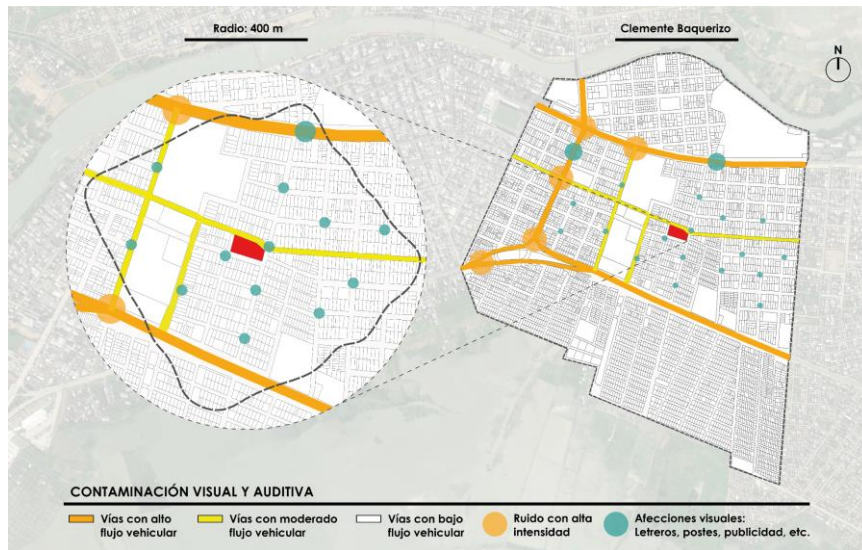 Radio: 400 m
Clemente Baquerizo
N
CONTAMINACIÓN VISUAL Y AUDITIVA
Vías con alto
flujo vehicular
Vías con moderado
flujo vehicular
Vías con bajo
flujo vehicular
Ruido con alta
intensidad
Afecciones visuales:
Letreros, postes, publicidad, etc.